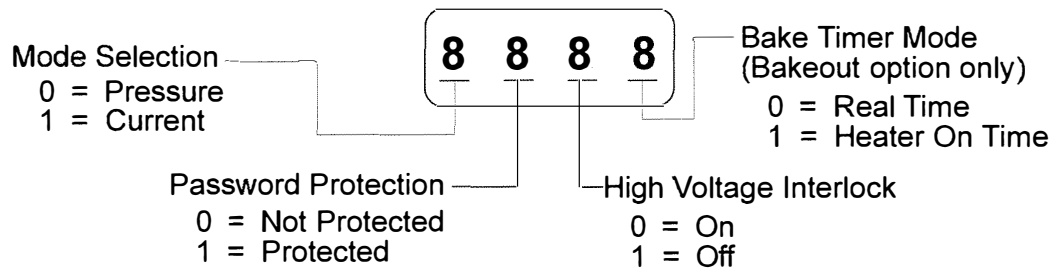 8 8 8 8
Mode Selection
0 = Pressure
1 = Current
Bake Timer Mode
(Bakeout option only)
0 = Real Time
1 = Heater On Time
Password Protection
0 = Not Protected
1 = Protected
High Voltage Interlock
0 = On
1 = Off